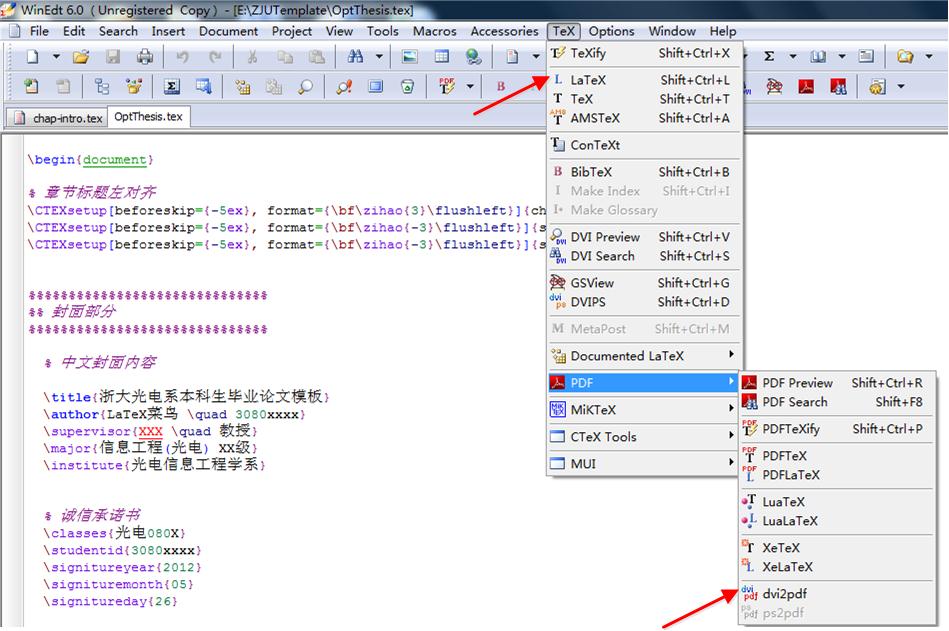 WinEdt 6.0 (Unregistered Copy) - [E:\ZJUTemplate\OptThesis.tex]
File Edit Search Insert Document Project View Tools Macros Accessories TeX Options Window Help
chap-intro.tex OptThesis.tex
\begin{document}
% 章节标题左对齐
\CTEXsetup[beforeskip={-5ex}, format={\bf\zihao{3}\flushleft}]{ch
\CTEXsetup[beforeskip={-5ex}, format={\bf\zihao{-3}\flushleft}]{s
\CTEXsetup[beforeskip={-5ex}, format={\bf\zihao{-3}\flushleft}]{s
%%%%%%%%%%%%%%%%%%%%%%%%%%%%%%
%% 封面部分
%%%%%%%%%%%%%%%%%%%%%%%%%%%%%%
% 中文封面内容
\title{浙大光电系本科生毕业论文模板}
\author{LaTeX菜鸟 \quad 3080xxxx}
\supervisor{XXX \quad 教授}
\major{信息工程(光电) XX级}
\institute{光电信息工程学系}
% 诚信承诺书
\classes{光电080X}
\studentid{3080xxxx}
\signitureyear{2012}
\signituremonth{05}
\signitureday{26}
TeXify Shift+Ctrl+X
LaTeX Shift+Ctrl+L
TeX Shift+Ctrl+T
AMSTeX Shift+Ctrl+A
ConTeXt
BibTeX Shift+Ctrl+B
Make Index Shift+Ctrl+I
Make Glossary
DVI Preview Shift+Ctrl+V
DVI Search Shift+Ctrl+S
GSView Shift+Ctrl+G
DVIPS Shift+Ctrl+D
MetaPost Shift+Ctrl+M
Documented LaTeX
PDF
MiKTeX
CTeX Tools
MUI
PDF Preview Shift+Ctrl+R
PDF Search Shift+F8
PDFTeXify Shift+Ctrl+P
PDFTeX
PDFLaTeX
LuaTeX
LuaLaTeX
XeTeX
XeLaTeX
dvi2pdf
ps2pdf